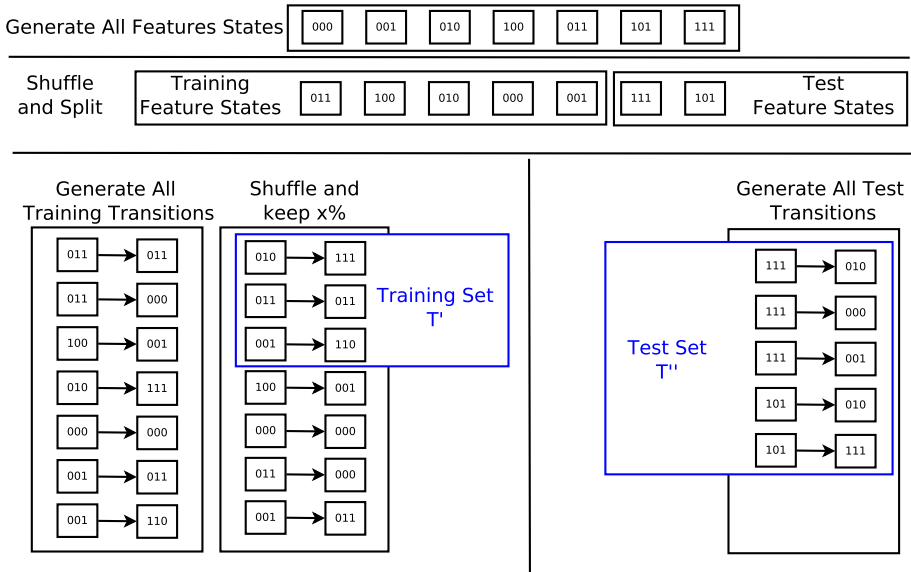 Generate All Features States 000 001 010 100 011 101 111
Shuffle
and Split
Training
Feature States
011 100 010 000 001
111 101
Test
Feature States
Generate All
Training Transitions
011 011
011 000
100 001
010 111
000 000
001 011
001 110
Shuffle and
keep x%
010 111
011 011
001 110
100 001
000 000
011 000
001 011
Training Set
T'
Generate All Test
Transitions
111 010
111 000
111 001
101 010
101 111
Test Set
T''